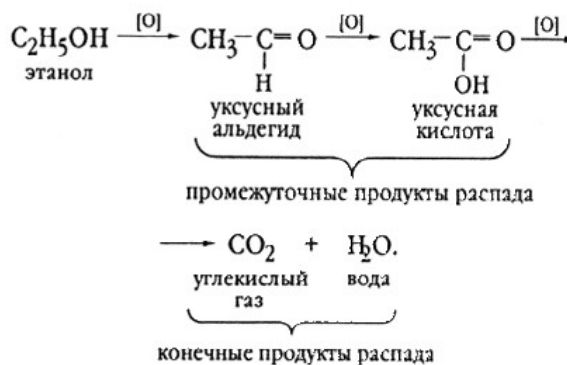 C₂H₅OH —[O]→ CH₃–C=O —[O]→ CH₃–C=O —[O]→
этанол H OH
уксусный альдегид уксусная кислота
промежуточные продукты распада
→ CO₂ + H₂O.
углекислый газ вода
конечные продукты распада